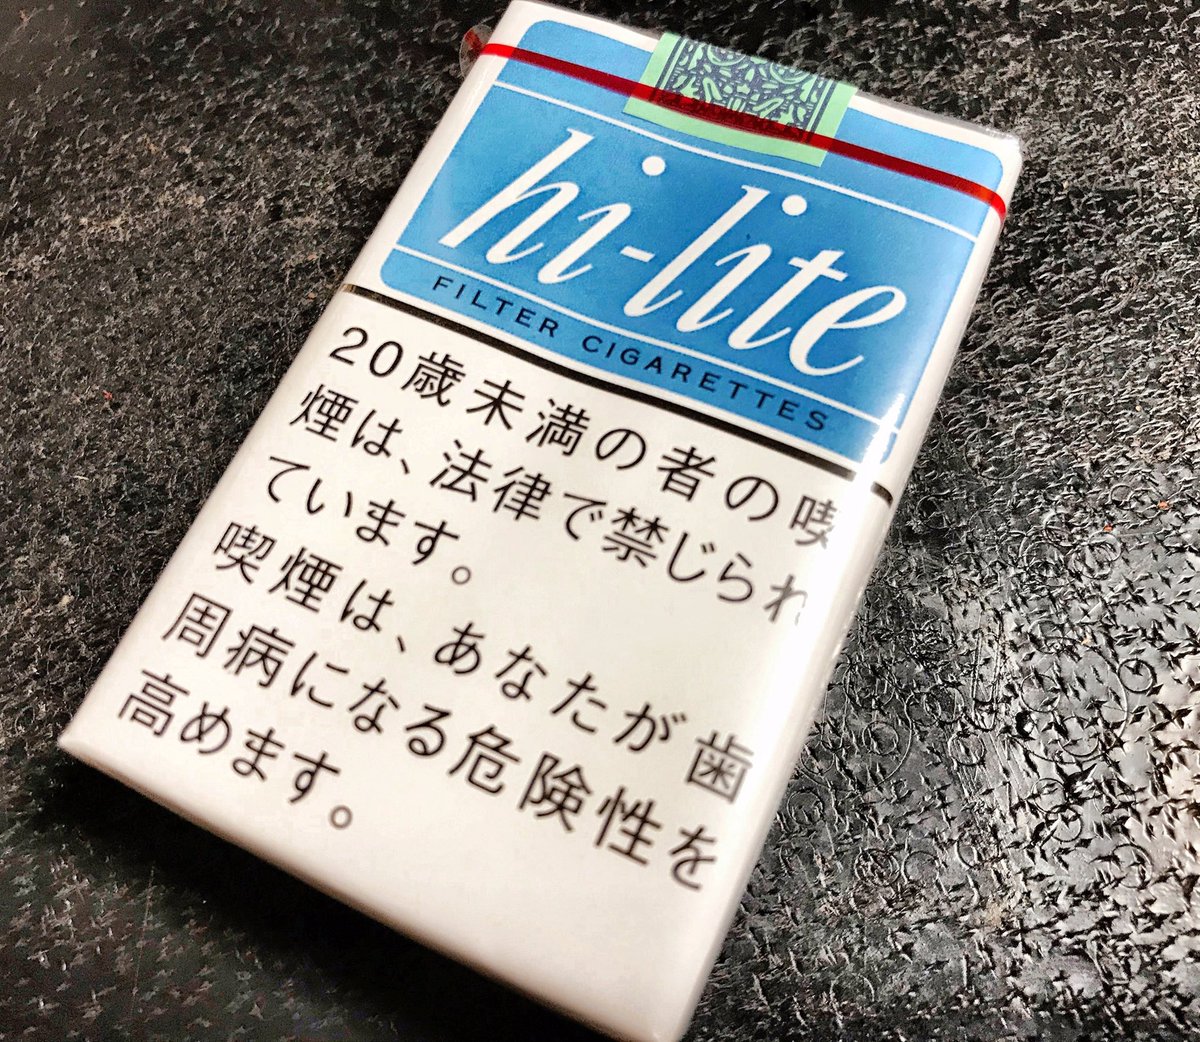 hi-lite
FILTER CIGARETTES
20歳未満の者の喫
煙は、法律で禁じられ
ています。
喫煙は、あなたが歯
周病になる危険性を
高めます。